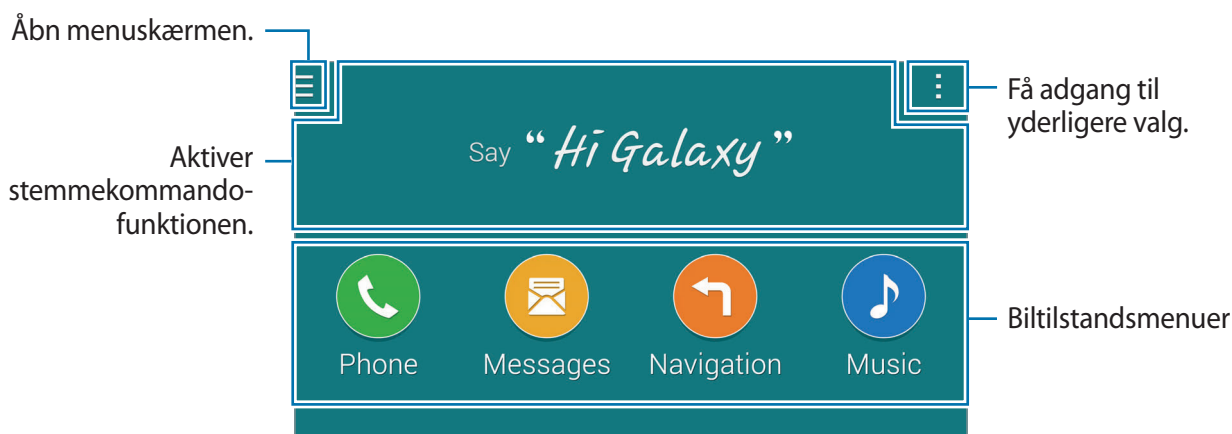 Åbn menuskærmen.
Få adgang til
yderligere valg.
Say “Hi Galaxy”
Aktiver
stemmekommando-
funktionen.
Phone
Messages
Navigation
Music
Biltilstandsmenuer